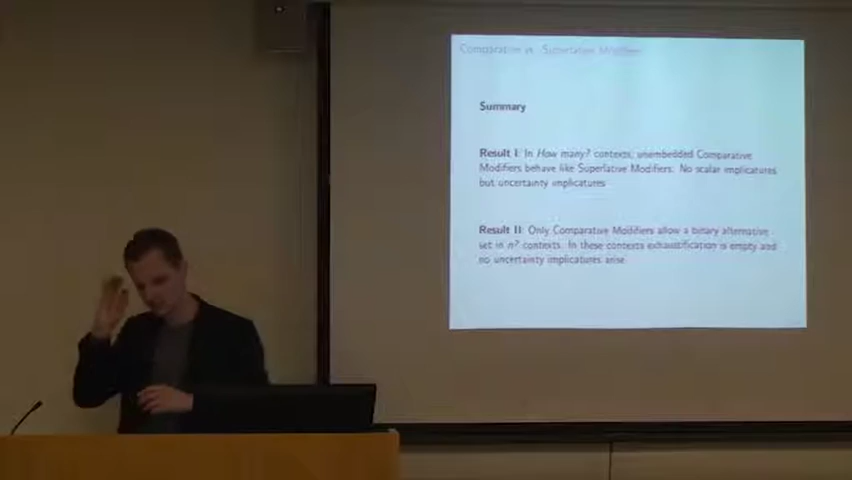 Comparative vs. Superlative Modifiers
Summary
Result I: In How many? contexts, unembedded Comparative
Modifiers behave like Superlative Modifiers. No scalar implicatures
but uncertainty implicatures
Result II: Only Comparative Modifiers allow a binary alternative
set in n? contexts. In these contexts exhaustification is empty and
no uncertainty implicatures arise